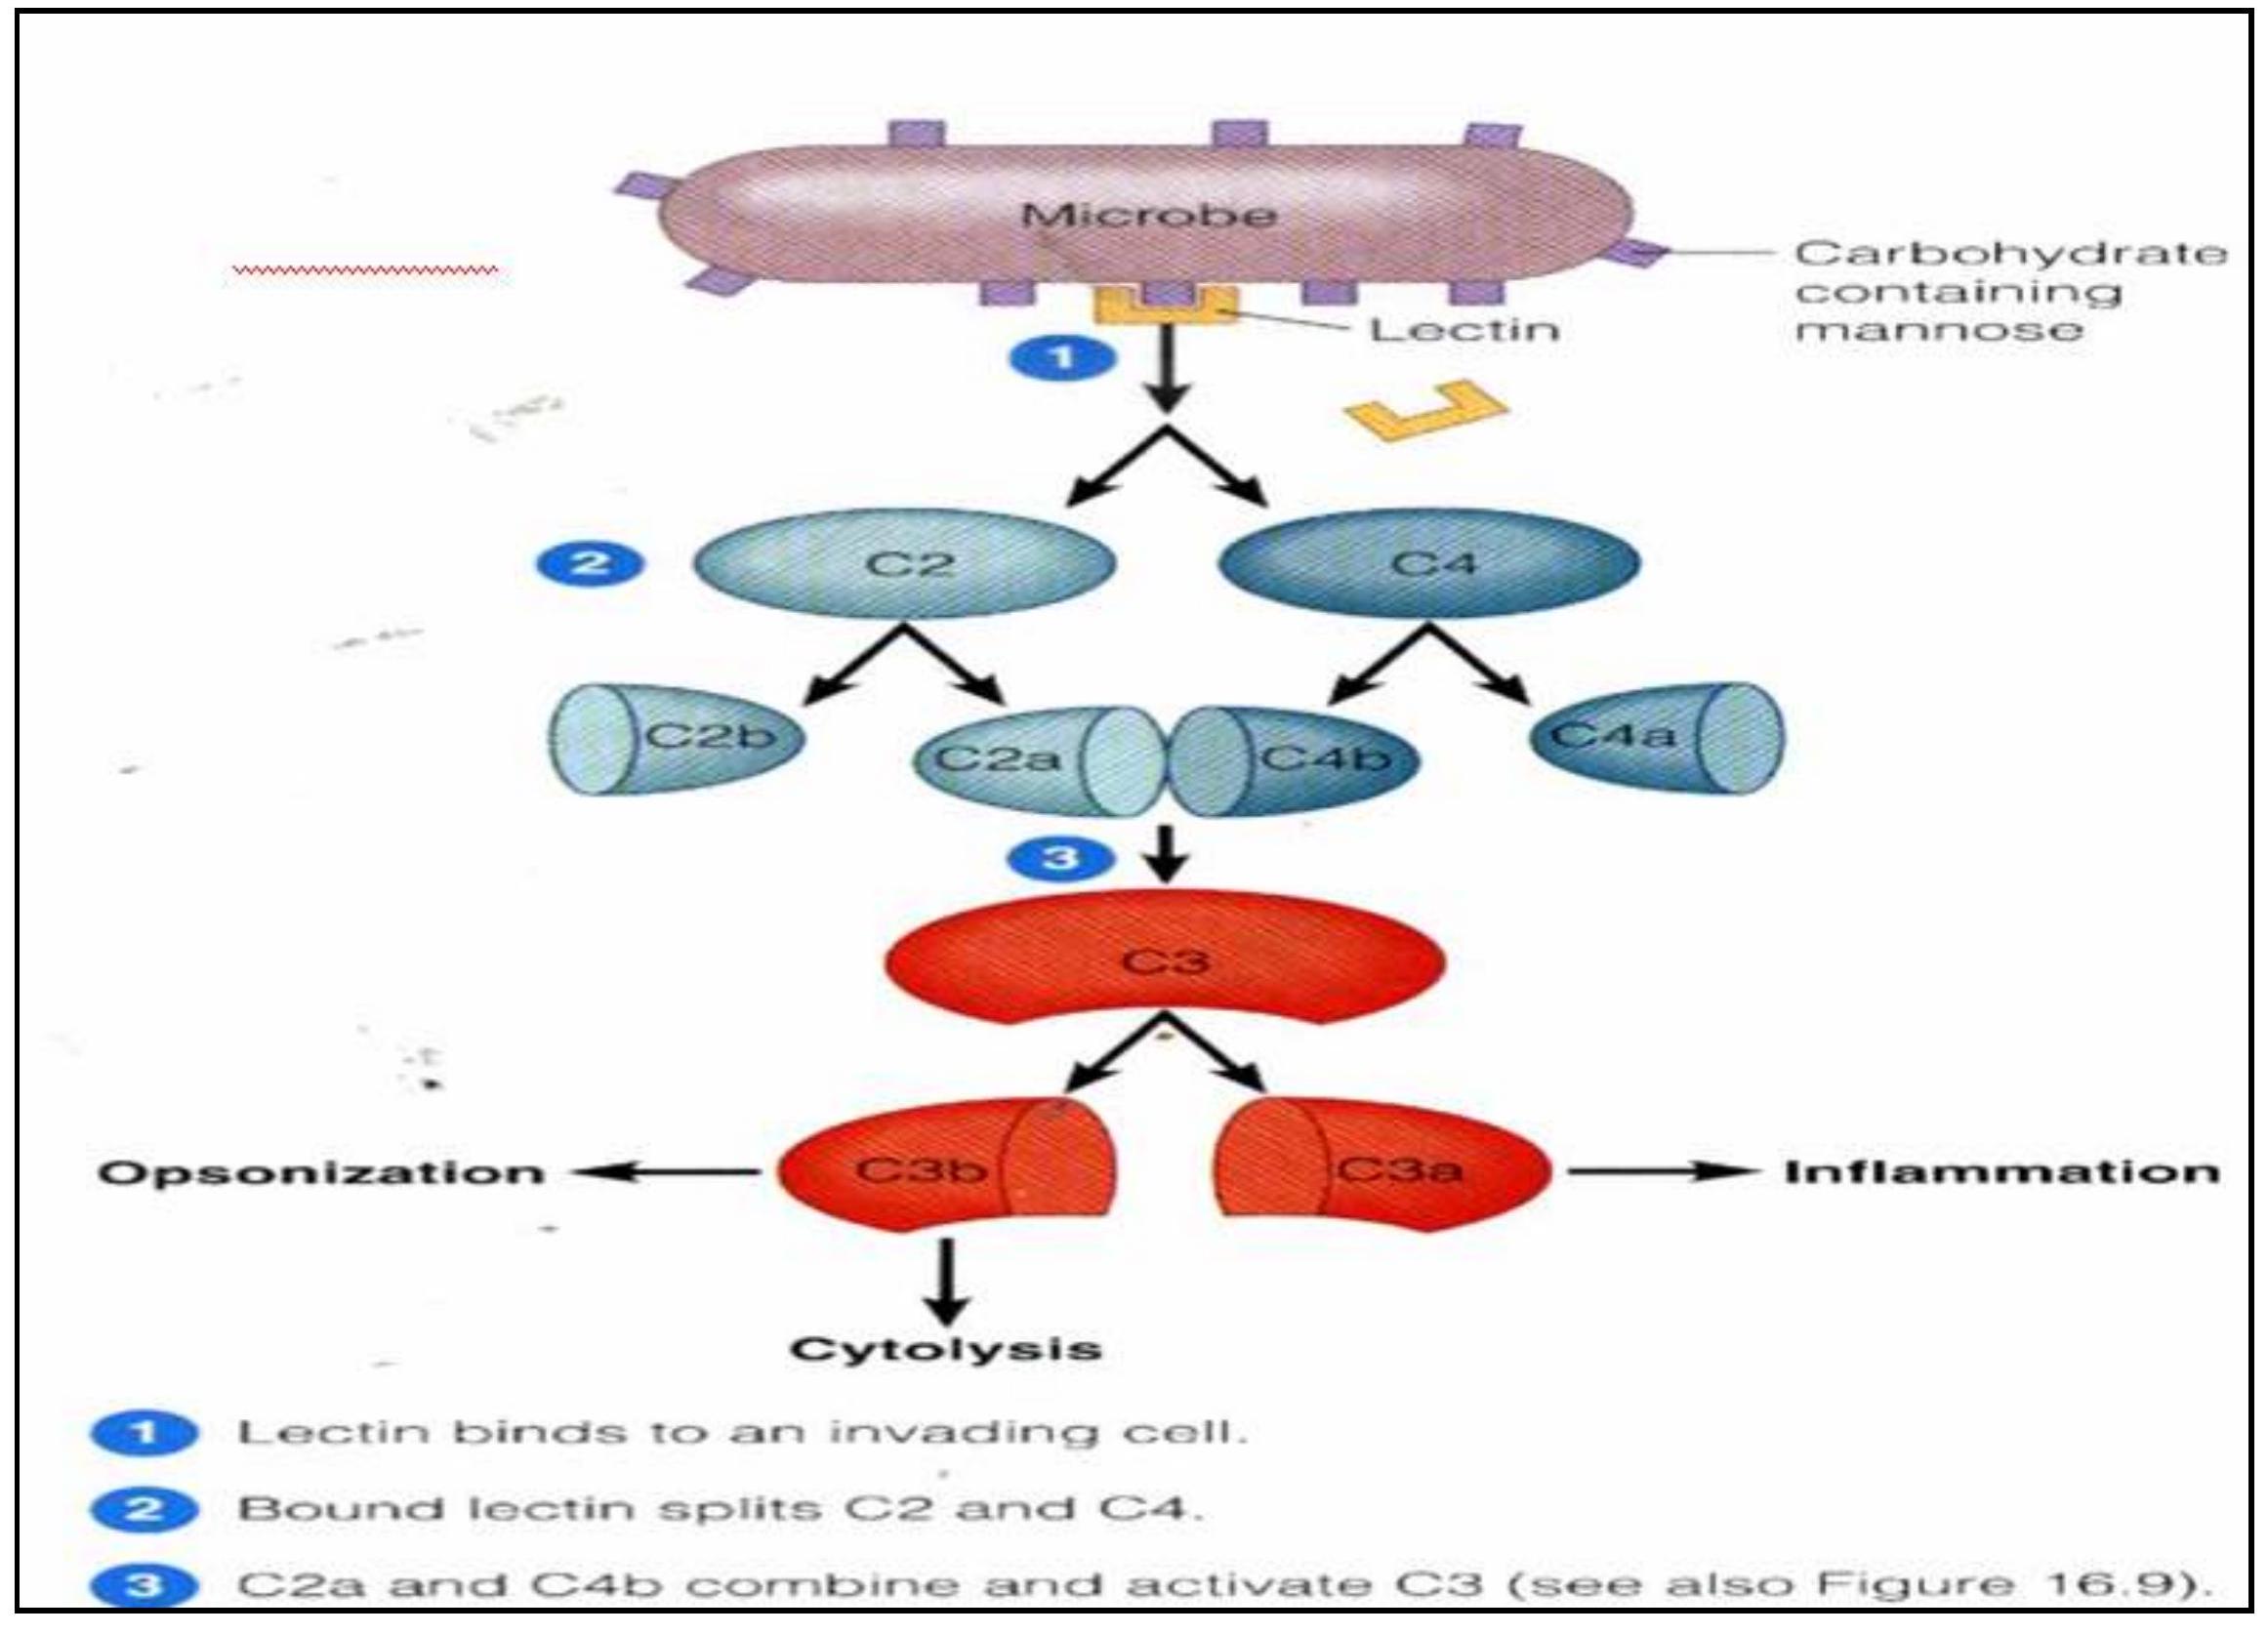 Microbe
Carbohydrate
containing
mannose
Lectin
1
C2
C4
2
C2b
C2a
C4b
C4a
3
C3
C3b
C3a
Opsonization
Inflammation
Cytolysis
1 Lectin binds to an invading cell.
2 Bound lectin splits C2 and C4.
3 C2a and C4b combine and activate C3 (see also Figure 16.9).